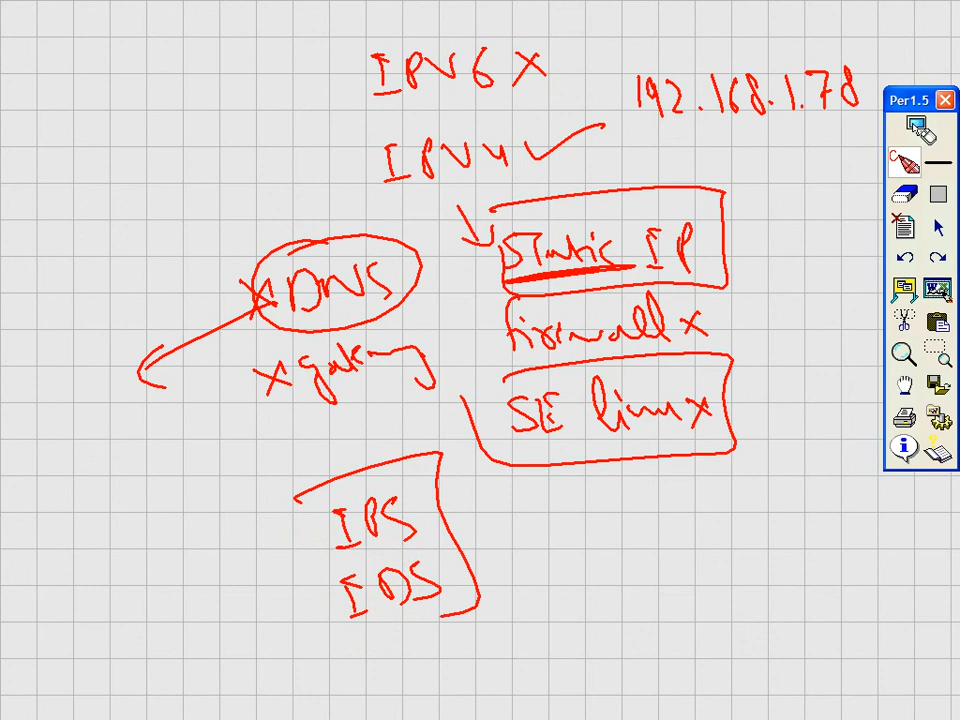 IPV6 X
192.168.1.78
IPV4
Static IP
X DNS
firewall x
X gateway
SE linux
IPS
IDS
Per1.5